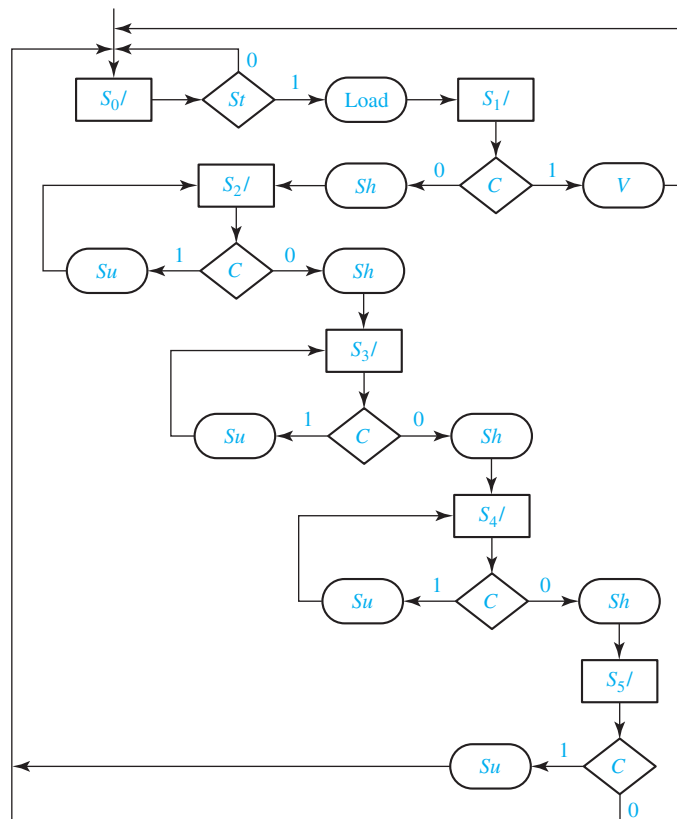 0
S₀/ St 1 Load S₁/
S₂/ Sh 0 C 1 V
Su 1 C 0 Sh
S₃/
Su 1 C 0 Sh
S₄/
Su 1 C 0 Sh
S₅/
Su 1 C
0